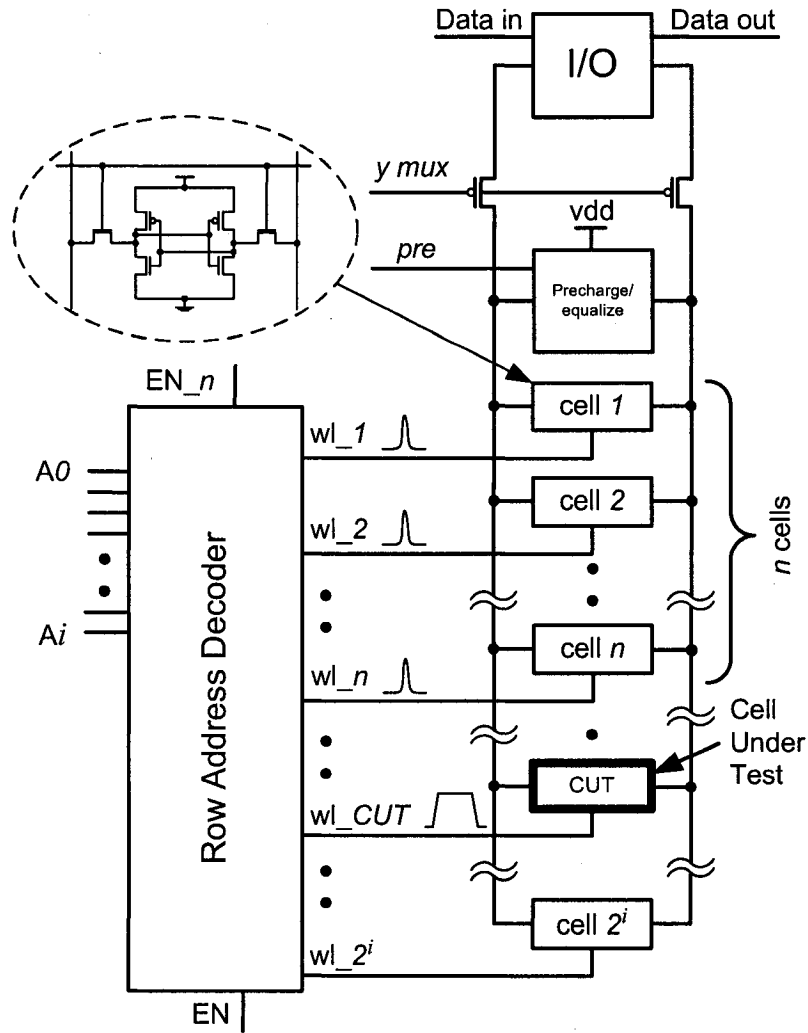 Data in
Data out
I/O
y mux
vdd
pre
Precharge/
equalize
EN_n
cell 1
wl_1
A0
cell 2
wl_2
n cells
Row Address Decoder
Ai
cell n
wl_n
Cell
Under
Test
CUT
wl_CUT
cell 2^i
wl_2^i
EN